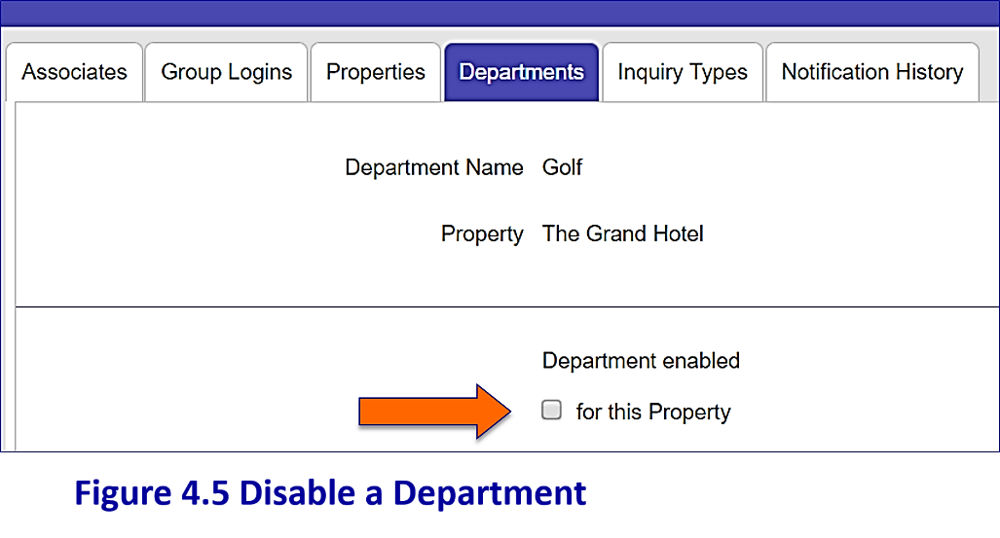 Associates Group Logins Properties Departments Inquiry Types Notification History
Department Name Golf
Property The Grand Hotel
Department enabled
for this Property
Figure 4.5 Disable a Department